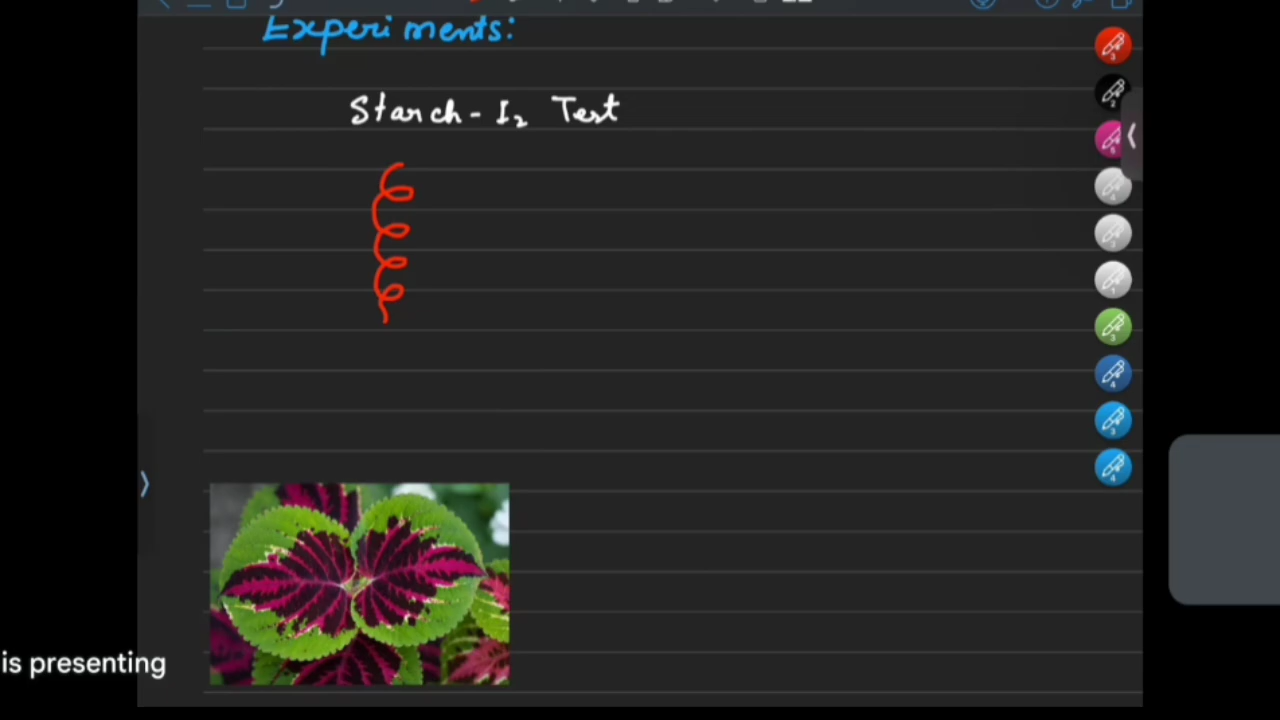 Experiments:
Starch - I₂ Test
is presenting